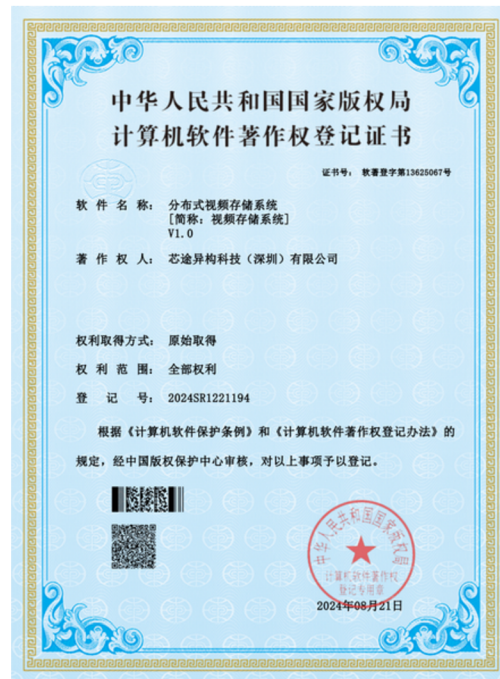 中华人民共和国国家版权局
计算机软件著作权登记证书
证书号： 软著登字第13625067号
软件名称： 分布式视频存储系统
[简称：视频存储系统]
V1.0
著作权人： 芯途异构科技（深圳）有限公司
权利取得方式： 原始取得
权利范围： 全部权利
登记号： 2024SR1221194
根据《计算机软件保护条例》和《计算机软件著作权登记办法》的
规定，经中国版权保护中心审核，对以上事项予以登记。
中华人民共和国国家版权局
计算机软件著作权
登记专用章
2024年08月21日